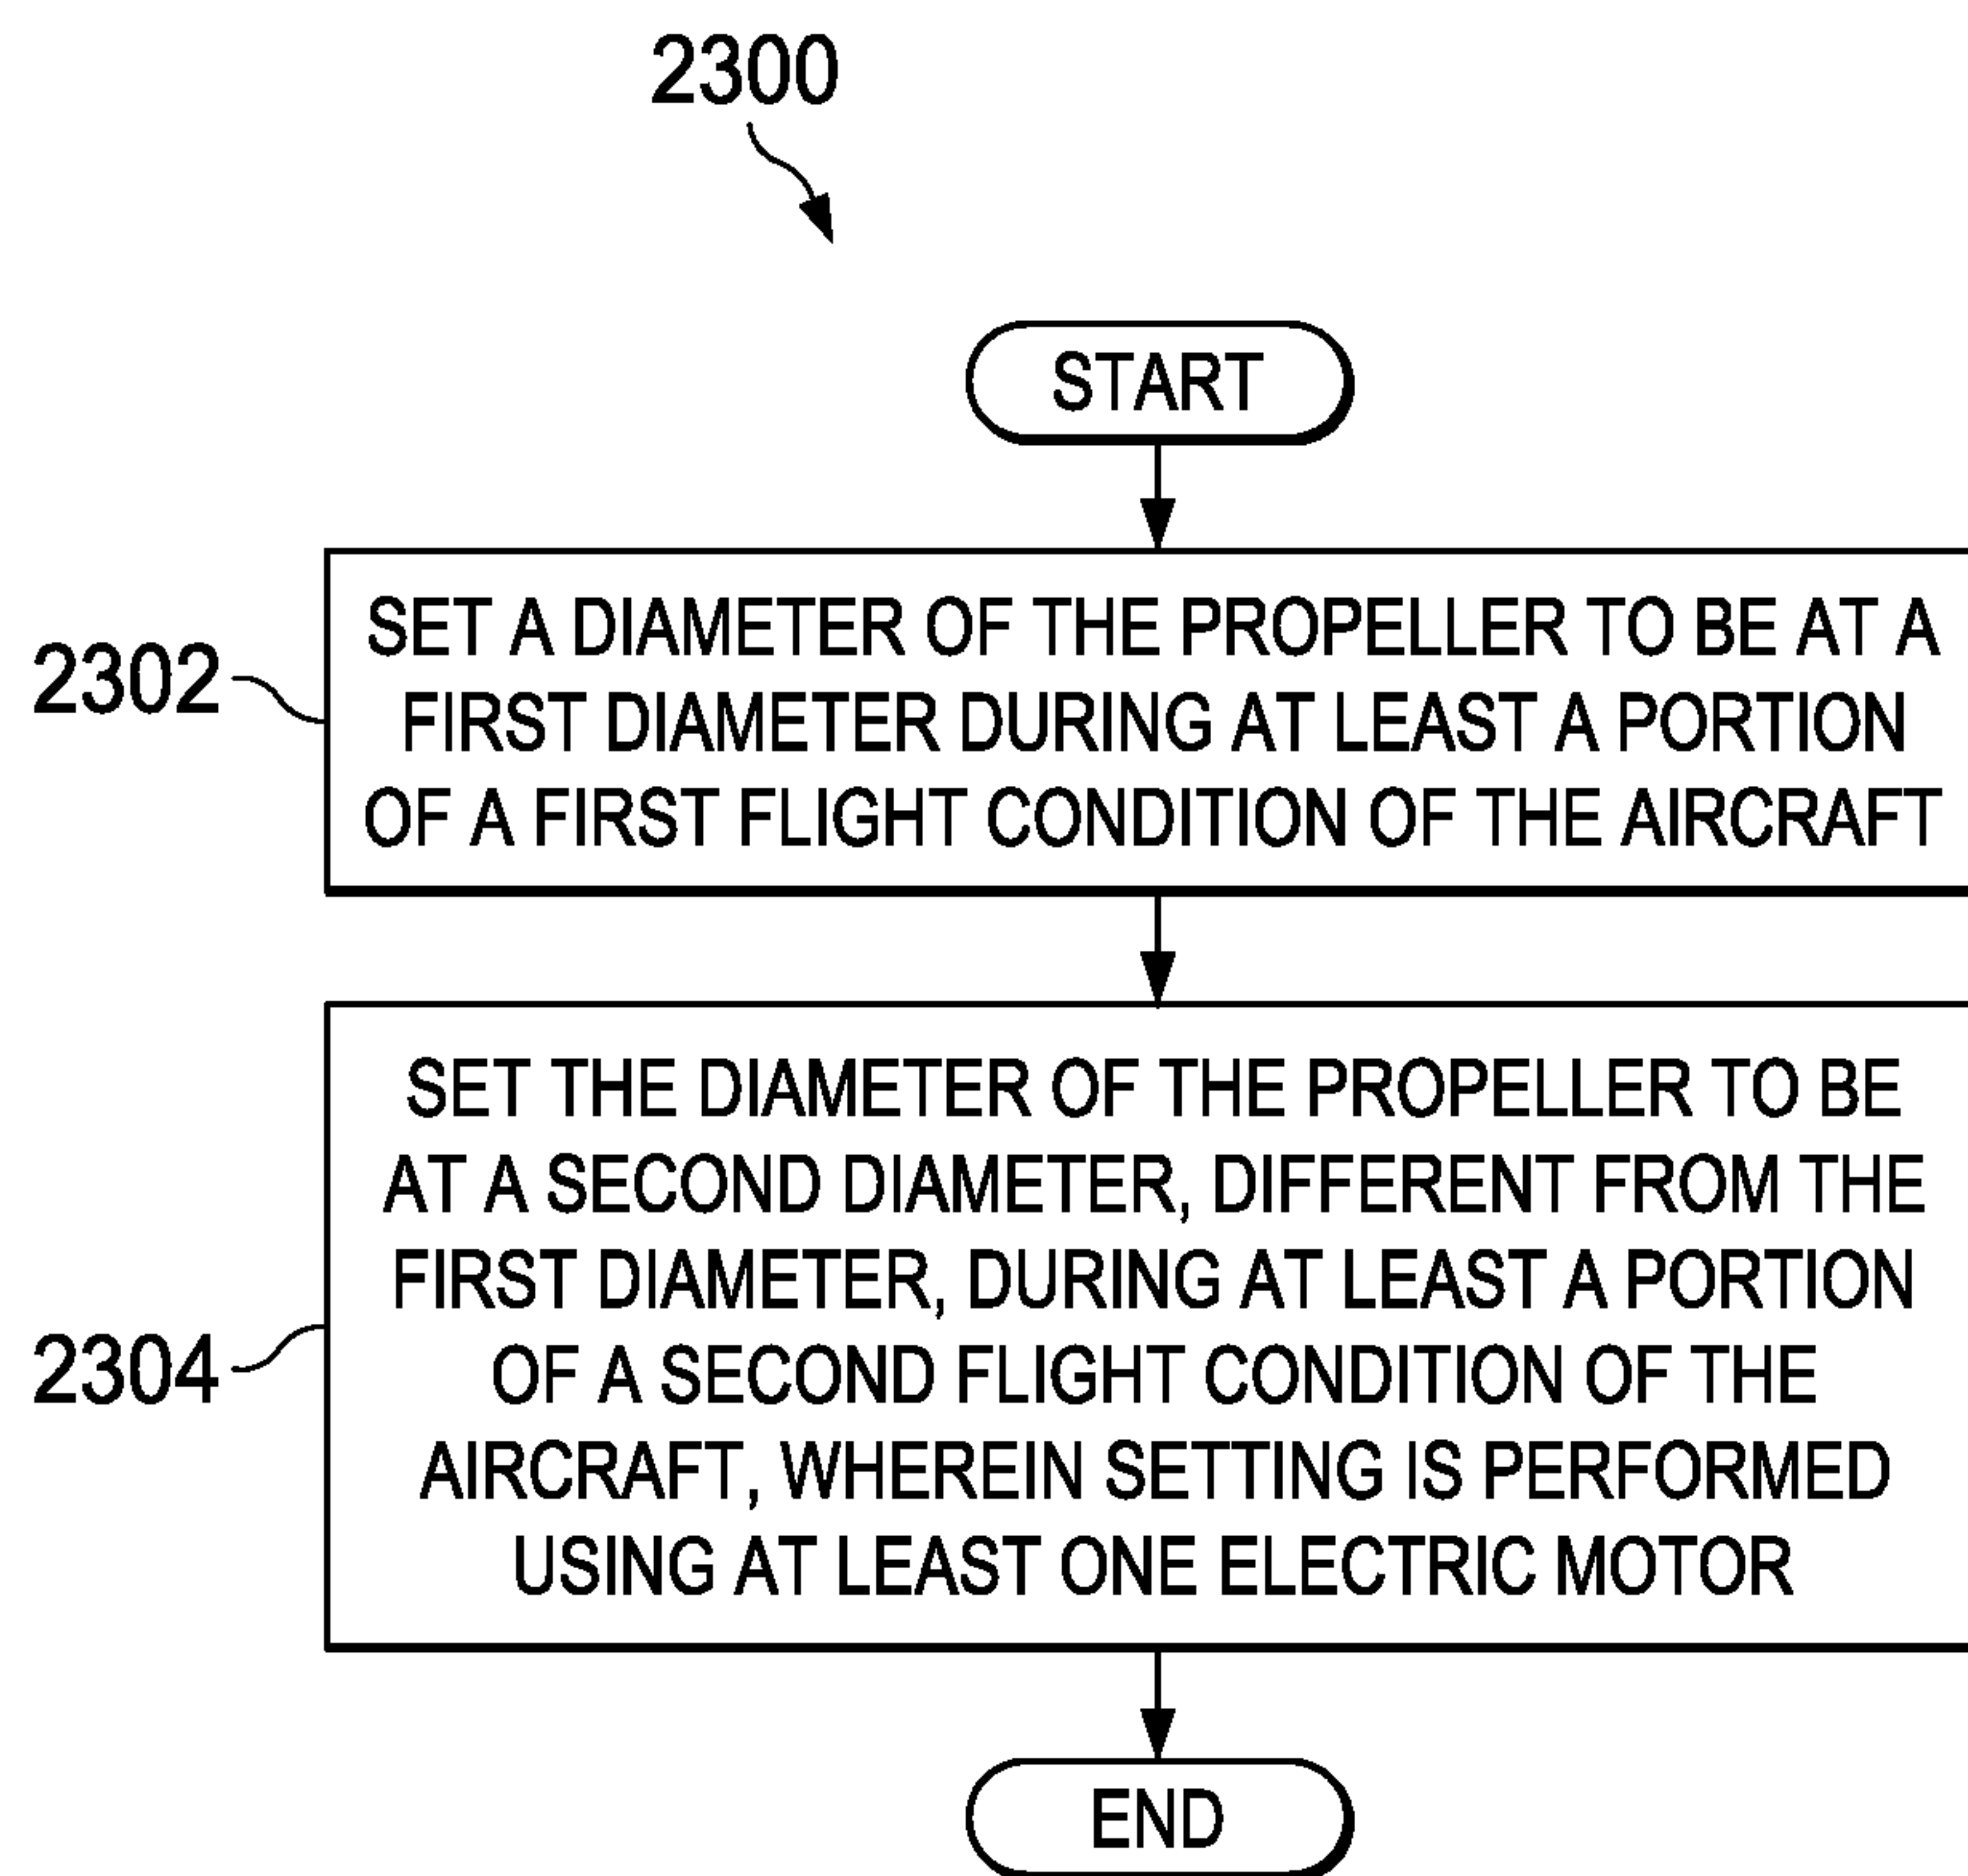 2300
START
2302
SET A DIAMETER OF THE PROPELLER TO BE AT A
FIRST DIAMETER DURING AT LEAST A PORTION
OF A FIRST FLIGHT CONDITION OF THE AIRCRAFT
2304
SET THE DIAMETER OF THE PROPELLER TO BE
AT A SECOND DIAMETER, DIFFERENT FROM THE
FIRST DIAMETER, DURING AT LEAST A PORTION
OF A SECOND FLIGHT CONDITION OF THE
AIRCRAFT, WHEREIN SETTING IS PERFORMED
USING AT LEAST ONE ELECTRIC MOTOR
END